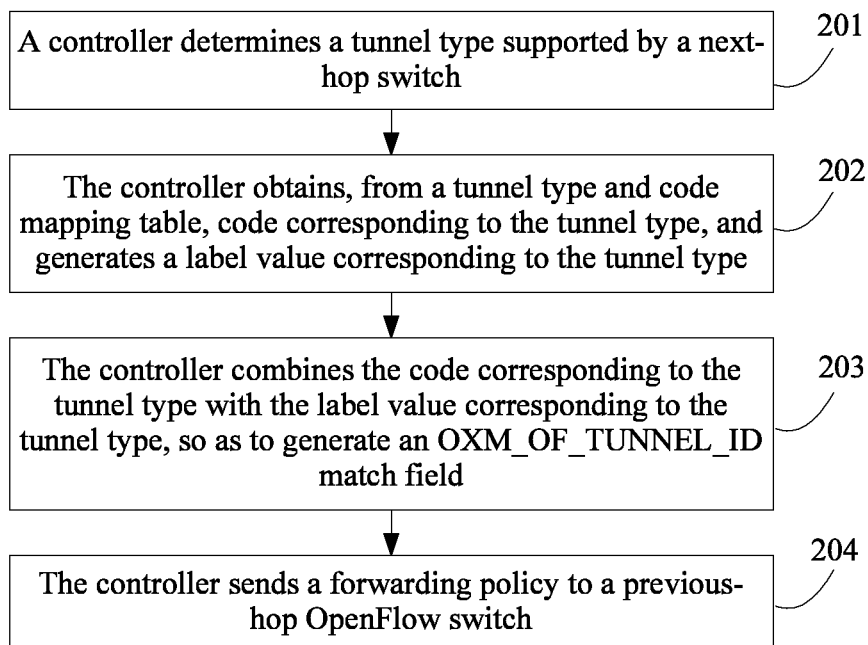 A controller determines a tunnel type supported by a next-
hop switch
201
The controller obtains, from a tunnel type and code
mapping table, code corresponding to the tunnel type, and
generates a label value corresponding to the tunnel type
202
The controller combines the code corresponding to the
tunnel type with the label value corresponding to the
tunnel type, so as to generate an OXM_OF_TUNNEL_ID
match field
203
The controller sends a forwarding policy to a previous-
hop OpenFlow switch
204